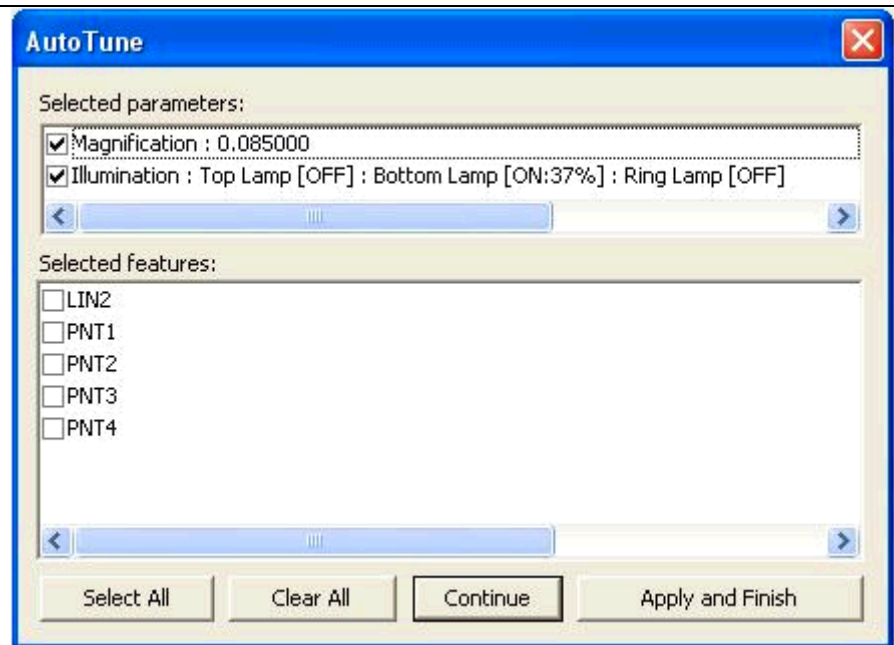 AutoTune
Selected parameters:
Magnification : 0.085000
Illumination : Top Lamp [OFF] : Bottom Lamp [ON:37%] : Ring Lamp [OFF]
Selected features:
LIN2
PNT1
PNT2
PNT3
PNT4
Select All Clear All Continue Apply and Finish